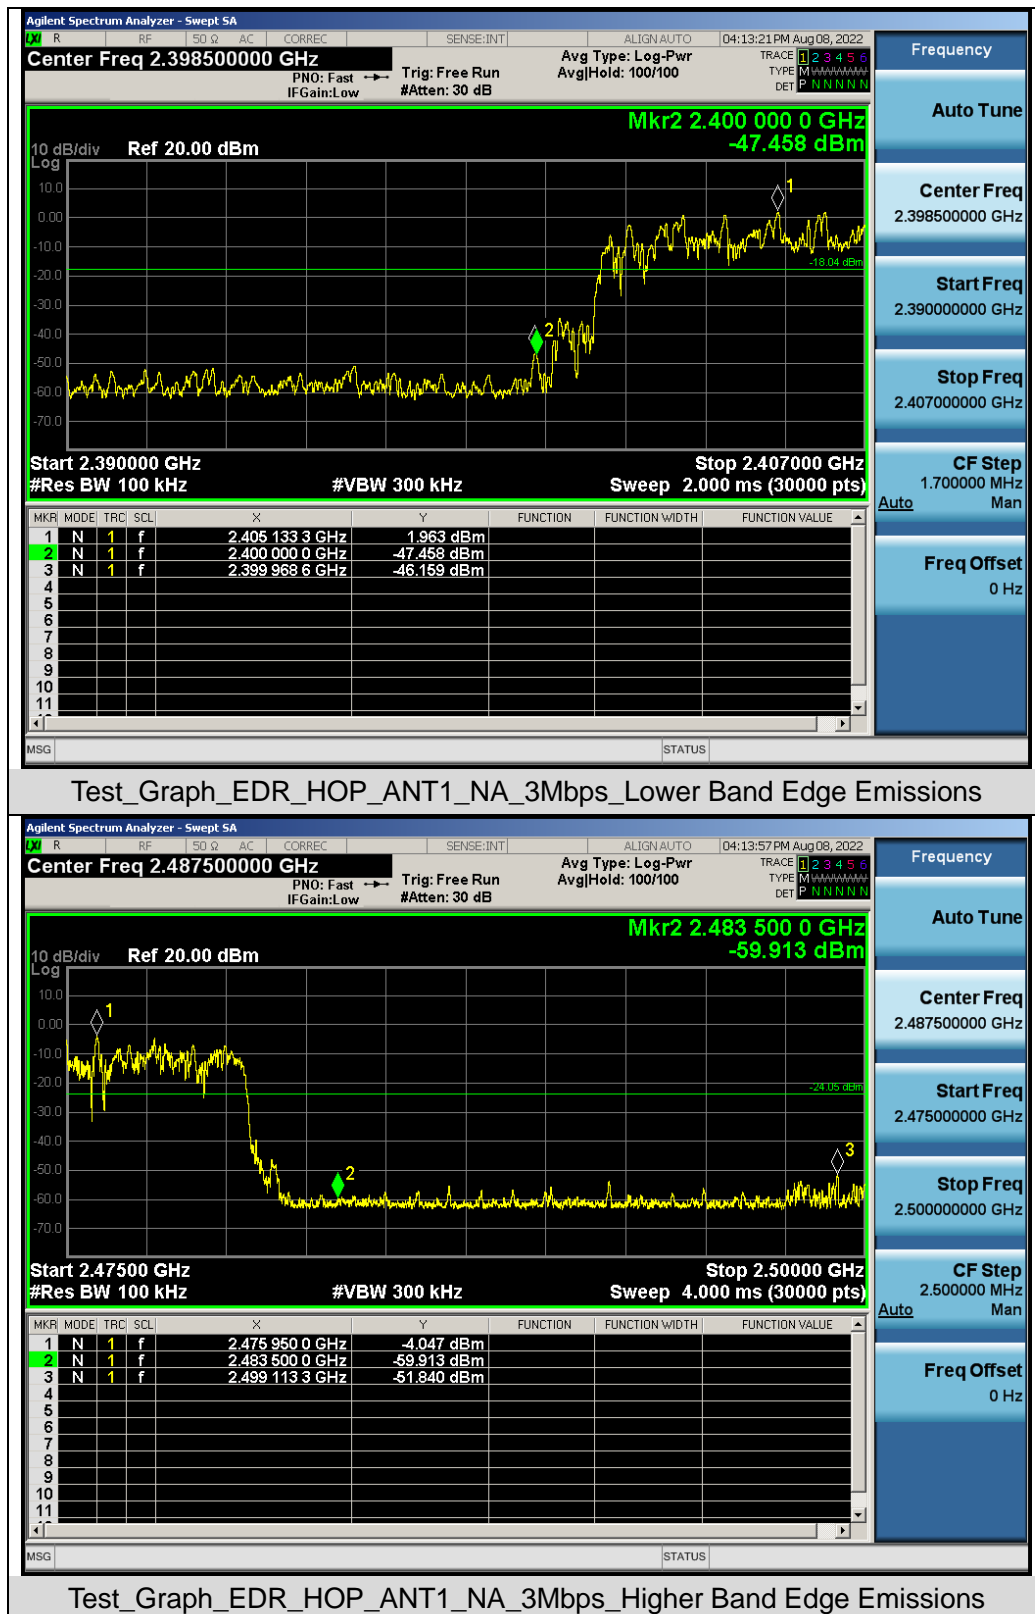 Agilent Spectrum Analyzer - Swept SA
LXI R RF 50 Ω AC CORREC SENSE:INT ALIGN AUTO 04:13:21 PM Aug 08, 2022
Center Freq 2.398500000 GHz
PNO: Fast
IFGain:Low
Trig: Free Run
#Atten: 30 dB
Avg Type: Log-Pwr
Avg|Hold: 100/100
TRACE 1 2 3 4 5 6
TYPE M
DET P N N N N N
Mkr2 2.400 000 0 GHz
-47.458 dBm
10 dB/div Ref 20.00 dBm
Log
10.0
0.00
-10.0
-20.0
-30.0
-40.0
-50.0
-60.0
-70.0
1
2
-18.04 dBm
Start 2.390000 GHz Stop 2.407000 GHz
#Res BW 100 kHz #VBW 300 kHz Sweep 2.000 ms (30000 pts)
MKR MODE TRC SCL X Y FUNCTION FUNCTION WIDTH FUNCTION VALUE
1 N 1 f 2.405 133 3 GHz 1.963 dBm
2 N 1 f 2.400 000 0 GHz -47.458 dBm
3 N 1 f 2.399 968 6 GHz -46.159 dBm
4
5
6
7
8
9
10
11
MSG STATUS
Frequency
Auto Tune
Center Freq
2.398500000 GHz
Start Freq
2.390000000 GHz
Stop Freq
2.407000000 GHz
CF Step
1.700000 MHz
Auto Man
Freq Offset
0 Hz
Test_Graph_EDR_HOP_ANT1_NA_3Mbps_Lower Band Edge Emissions
Agilent Spectrum Analyzer - Swept SA
LXI R RF 50 Ω AC CORREC SENSE:INT ALIGN AUTO 04:13:57 PM Aug 08, 2022
Center Freq 2.487500000 GHz
PNO: Fast
IFGain:Low
Trig: Free Run
#Atten: 30 dB
Avg Type: Log-Pwr
Avg|Hold: 100/100
TRACE 1 2 3 4 5 6
TYPE M
DET P N N N N N
Mkr2 2.483 500 0 GHz
-59.913 dBm
10 dB/div Ref 20.00 dBm
Log
10.0
0.00
-10.0
-20.0
-30.0
-40.0
-50.0
-60.0
-70.0
1
2
3
-24.05 dBm
Start 2.47500 GHz Stop 2.50000 GHz
#Res BW 100 kHz #VBW 300 kHz Sweep 4.000 ms (30000 pts)
MKR MODE TRC SCL X Y FUNCTION FUNCTION WIDTH FUNCTION VALUE
1 N 1 f 2.475 950 0 GHz -4.047 dBm
2 N 1 f 2.483 500 0 GHz -59.913 dBm
3 N 1 f 2.499 113 3 GHz -51.840 dBm
4
5
6
7
8
9
10
11
MSG STATUS
Frequency
Auto Tune
Center Freq
2.487500000 GHz
Start Freq
2.475000000 GHz
Stop Freq
2.500000000 GHz
CF Step
2.500000 MHz
Auto Man
Freq Offset
0 Hz
Test_Graph_EDR_HOP_ANT1_NA_3Mbps_Higher Band Edge Emissions